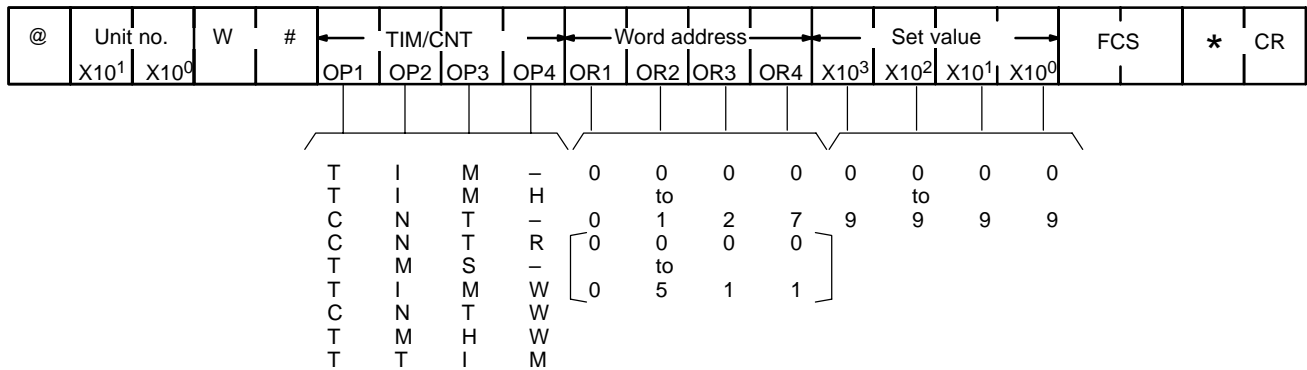 @ Unit no. W # TIM/CNT Word address Set value FCS * CR
X10¹ X10⁰ OP1 OP2 OP3 OP4 OR1 OR2 OR3 OR4 X10³ X10² X10¹ X10⁰
T I M – 0 0 0 0 0 0 0 0
T I M H to to
C N T – 0 1 2 7 9 9 9 9
C N T R 0 0 0 0
T M S – to
T I M W 0 5 1 1
C N T W
T M H W
T T I M